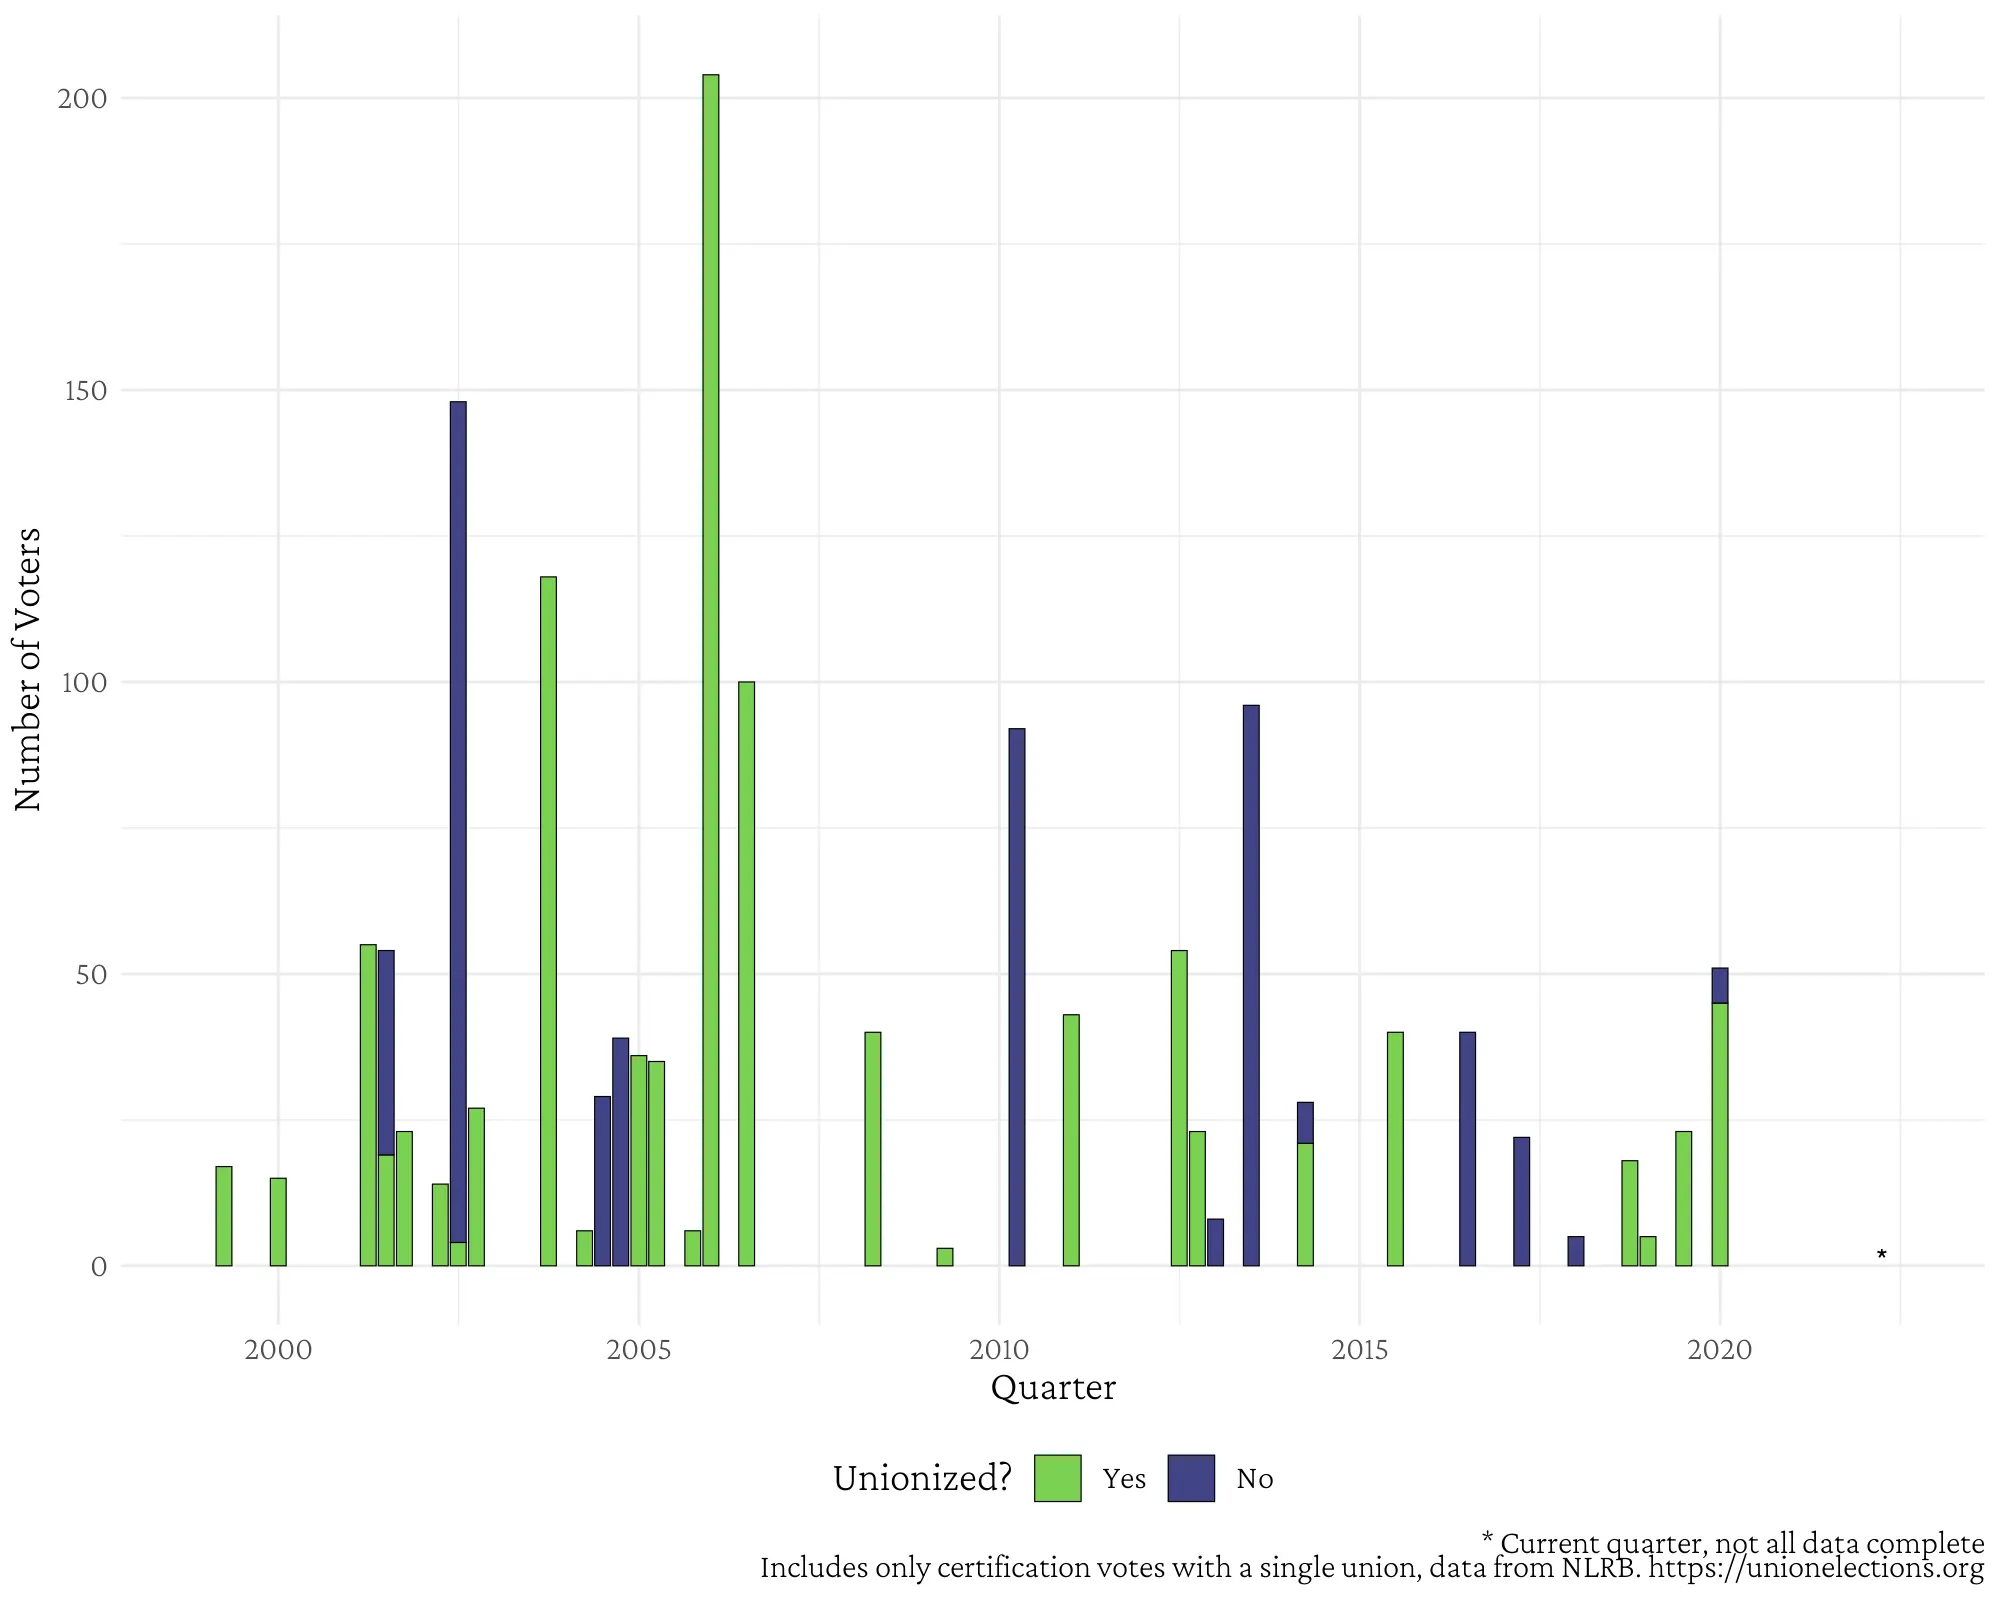 200
150
100
50
0
Number of Voters
*
2000 2005 2010 2015 2020
Quarter
Unionized? Yes No
* Current quarter, not all data complete
Includes only certification votes with a single union, data from NLRB. https://unionelections.org